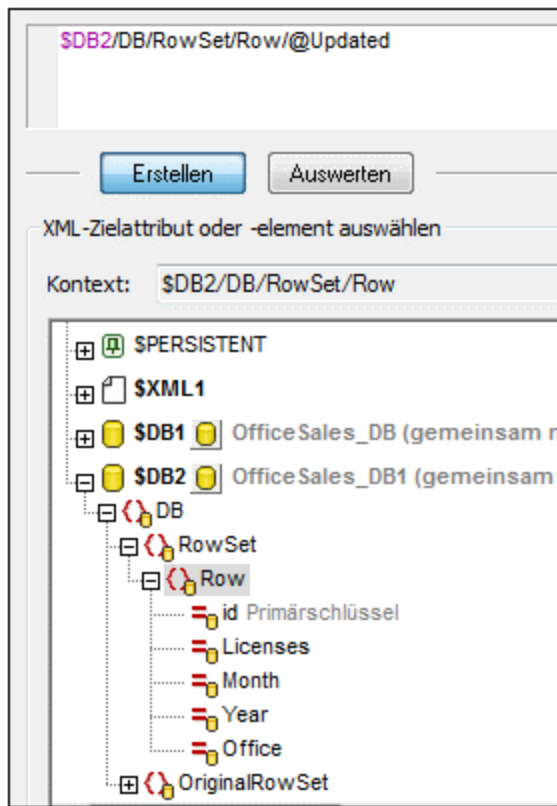 $DB2/DB/RowSet/Row/@Updated
Erstellen Auswerten
XML-Zielattribut oder -element auswählen
Kontext: $DB2/DB/RowSet/Row
$PERSISTENT
$XML1
$DB1 OfficeSales_DB (gemeinsam
$DB2 OfficeSales_DB1 (gemeinsam
DB
RowSet
Row
id Primärschlüssel
Licenses
Month
Year
Office
OriginalRowSet